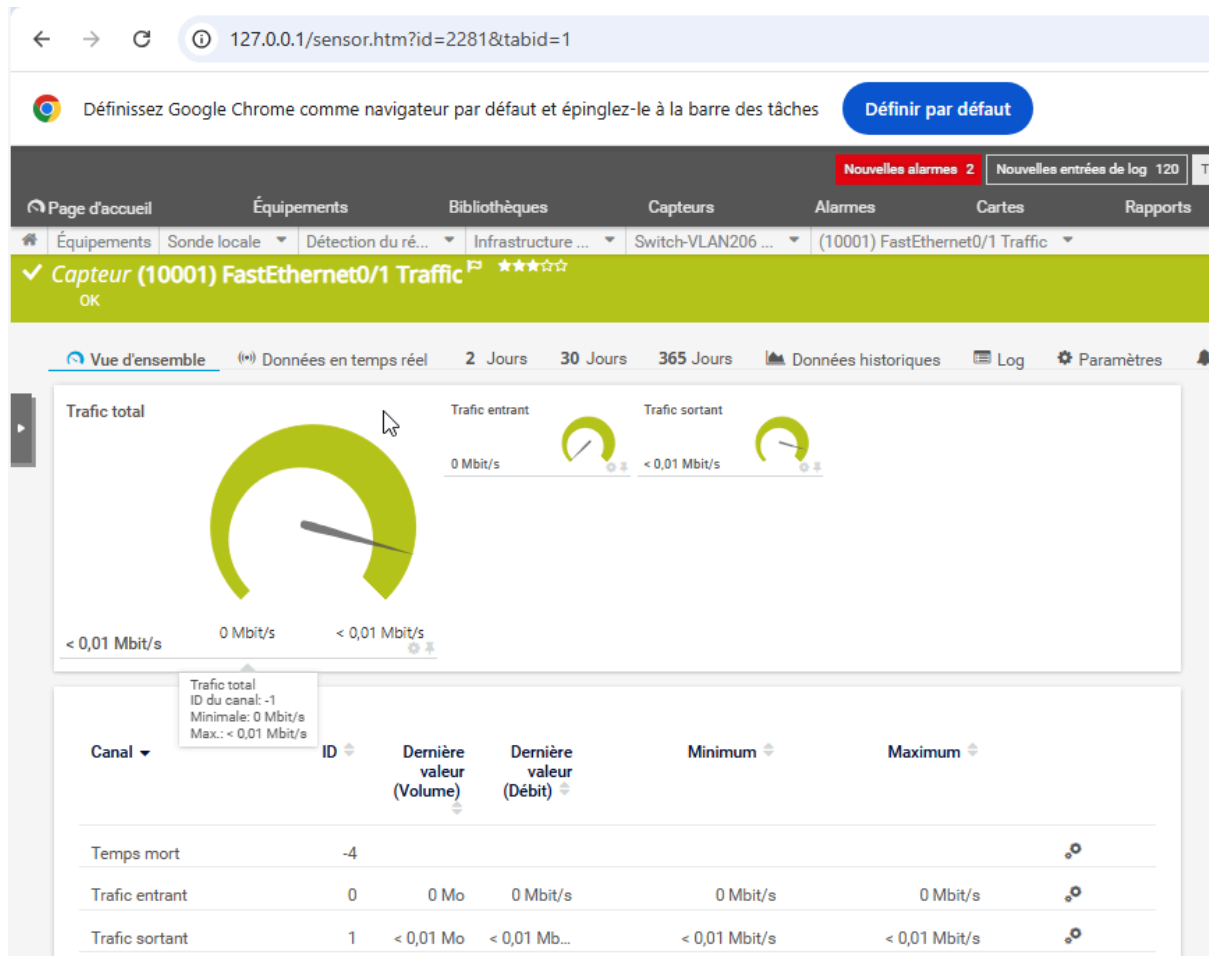 127.0.0.1/sensor.htm?id=2281&tabid=1
Définissez Google Chrome comme navigateur par défaut et épinglez-le à la barre des tâches Définir par défaut
Nouvelles alarmes 2 Nouvelles entrées de log 120 T
Page d'accueil Équipements Bibliothèques Capteurs Alarmes Cartes Rapports
Équipements Sonde locale Détection du ré... Infrastructure ... Switch-VLAN206 ... (10001) FastEthernet0/1 Traffic
Capteur (10001) FastEthernet0/1 Traffic
OK
Vue d'ensemble Données en temps réel 2 Jours 30 Jours 365 Jours Données historiques Log Paramètres
Trafic total Trafic entrant Trafic sortant
0 Mbit/s < 0,01 Mbit/s
0 Mbit/s < 0,01 Mbit/s
< 0,01 Mbit/s
Trafic total
ID du canal: -1
Minimale: 0 Mbit/s
Max.: < 0,01 Mbit/s
Canal ID Dernière valeur (Volume) Dernière valeur (Débit) Minimum Maximum
Temps mort -4
Trafic entrant 0 0 Mo 0 Mbit/s 0 Mbit/s 0 Mbit/s
Trafic sortant 1 < 0,01 Mo < 0,01 Mb... < 0,01 Mbit/s < 0,01 Mbit/s